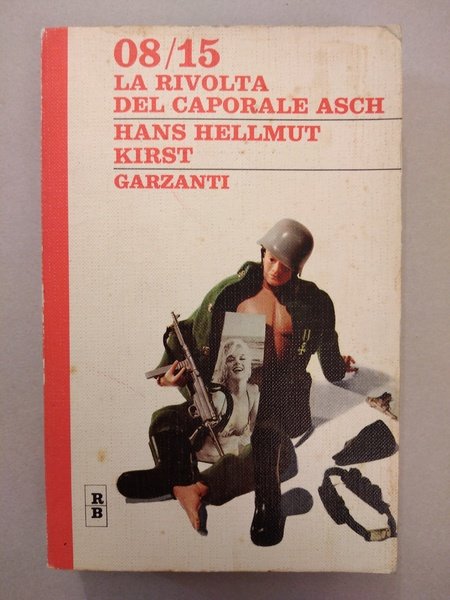 08/15
LA RIVOLTA
DEL CAPORALE ASCH
HANS HELLMUT
KIRST
GARZANTI
R
B